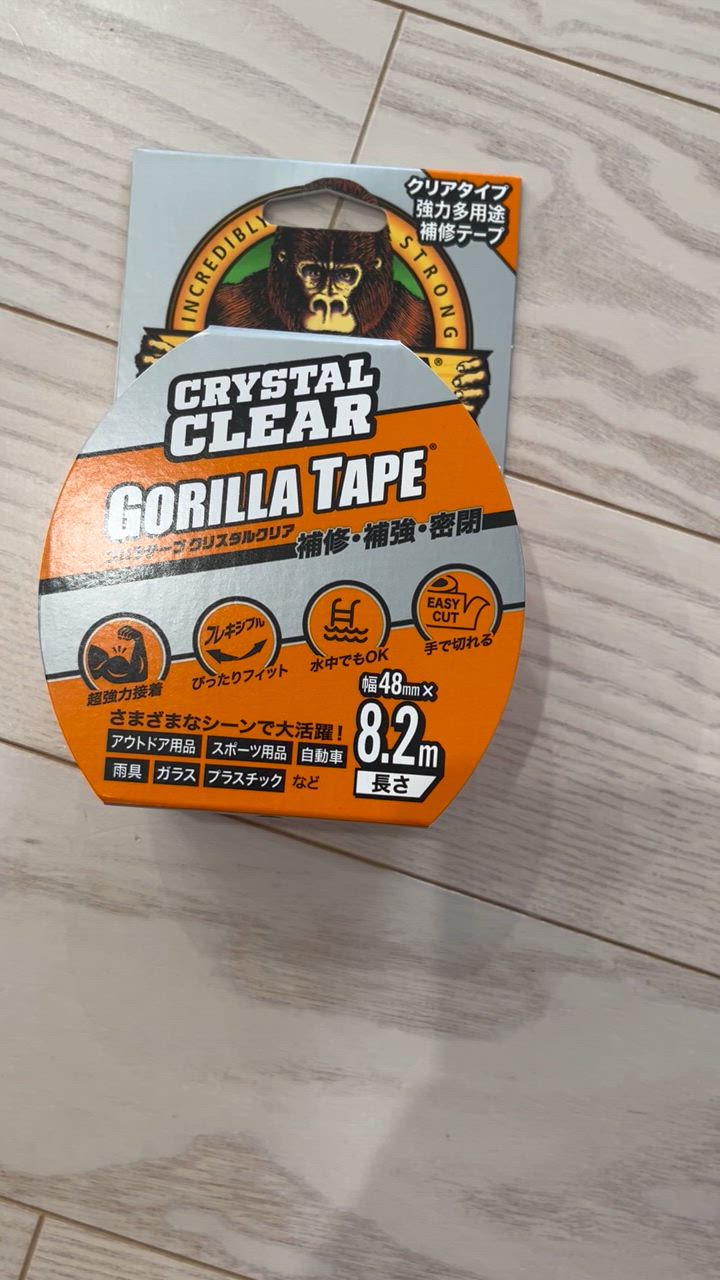 クリアタイプ
強力多用途
補修テープ
INCREDIBLY STRONG
CRYSTAL
CLEAR
GORILLA TAPE®
クリスタルクリア
補修・補強・密閉
超強力接着
フレキシブル
ぴったりフィット
水中でもOK
EASY
CUT
手で切れる
さまざまなシーンで大活躍!
アウトドア用品 スポーツ用品 自動車
雨具 ガラス プラスチック など
幅48mm×
8.2m
長さ